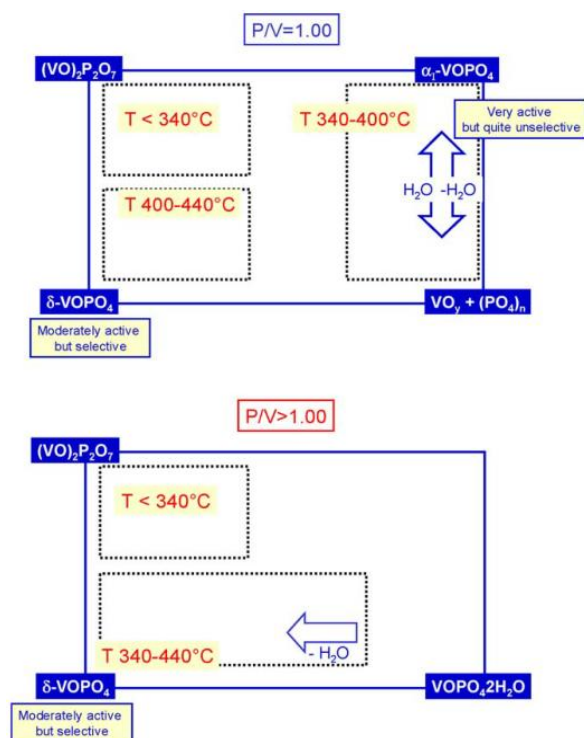 P/V=1.00
(VO)₂P₂O₇
αI-VOPO₄
T < 340°C
T 340-400°C
Very active
but quite unselective
H₂O -H₂O
T 400-440°C
δ-VOPO₄
VOy + (PO₄)n
Moderately active
but selective
P/V>1.00
(VO)₂P₂O₇
T < 340°C
- H₂O
T 340-440°C
δ-VOPO₄
VOPO₄2H₂O
Moderately active
but selective